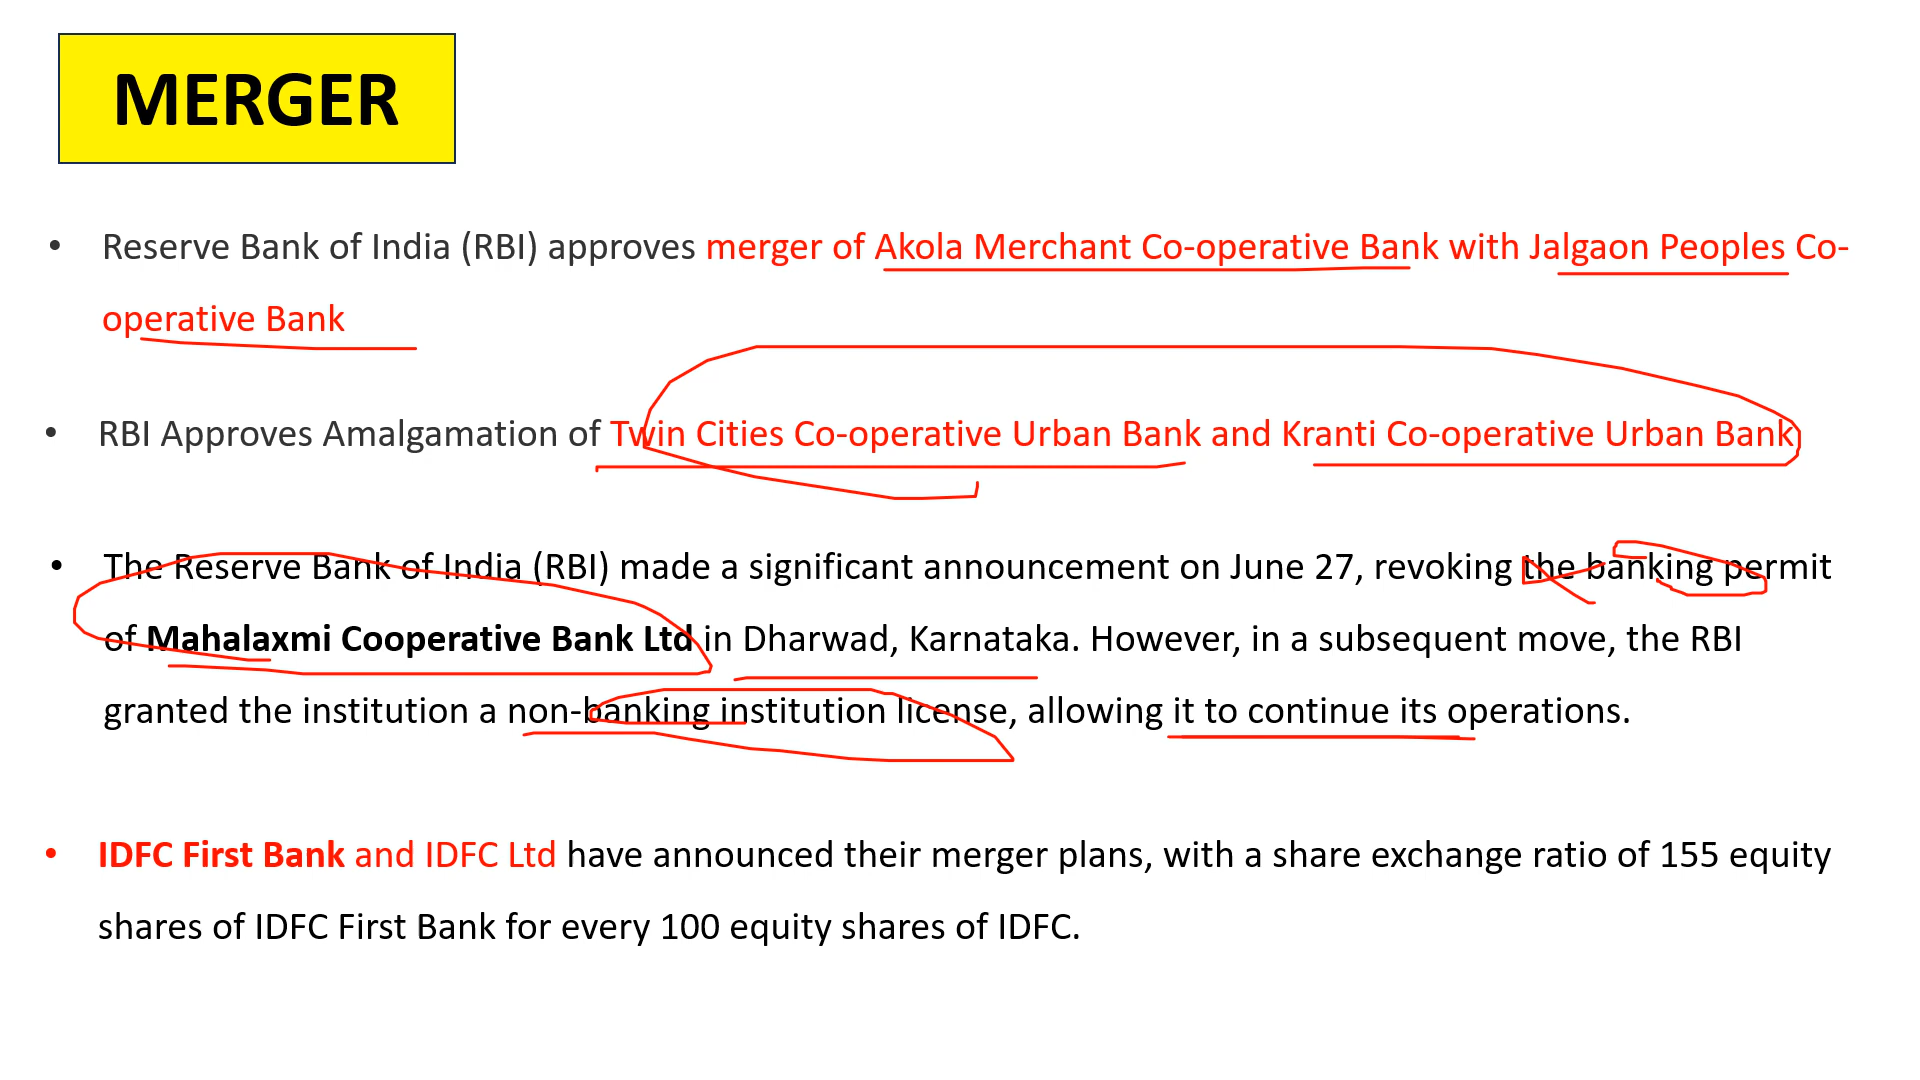 MERGER
• Reserve Bank of India (RBI) approves merger of Akola Merchant Co-operative Bank with Jalgaon Peoples Co-
operative Bank
• RBI Approves Amalgamation of Twin Cities Co-operative Urban Bank and Kranti Co-operative Urban Bank
• The Reserve Bank of India (RBI) made a significant announcement on June 27, revoking the banking permit
of Mahalaxmi Cooperative Bank Ltd in Dharwad, Karnataka. However, in a subsequent move, the RBI
granted the institution a non-banking institution license, allowing it to continue its operations.
• IDFC First Bank and IDFC Ltd have announced their merger plans, with a share exchange ratio of 155 equity
shares of IDFC First Bank for every 100 equity shares of IDFC.